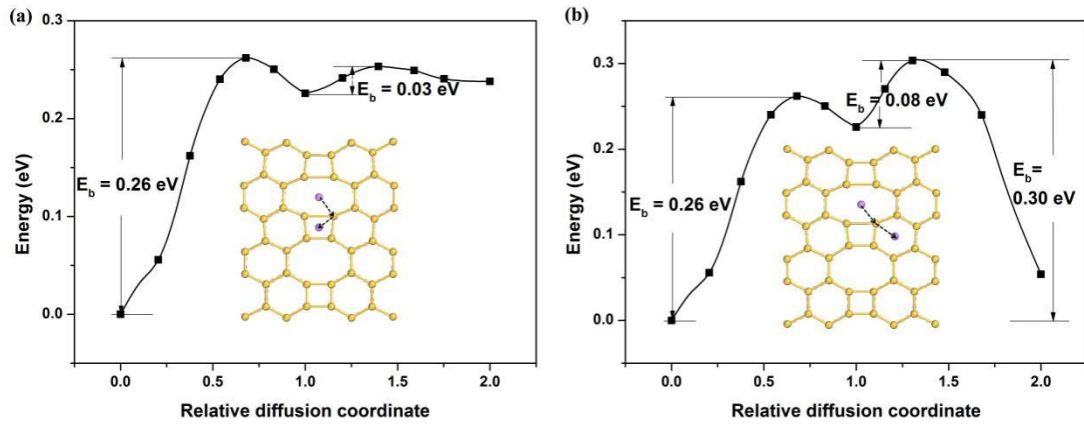 (a)
0.3
0.2
0.1
0.0
Energy (eV)
E_b = 0.26 eV
E_b = 0.03 eV
0.0 0.5 1.0 1.5 2.0
Relative diffusion coordinate
(b)
0.3
0.2
0.1
0.0
Energy (eV)
E_b = 0.26 eV
E_b = 0.08 eV
E_b=
0.30 eV
0.0 0.5 1.0 1.5 2.0
Relative diffusion coordinate